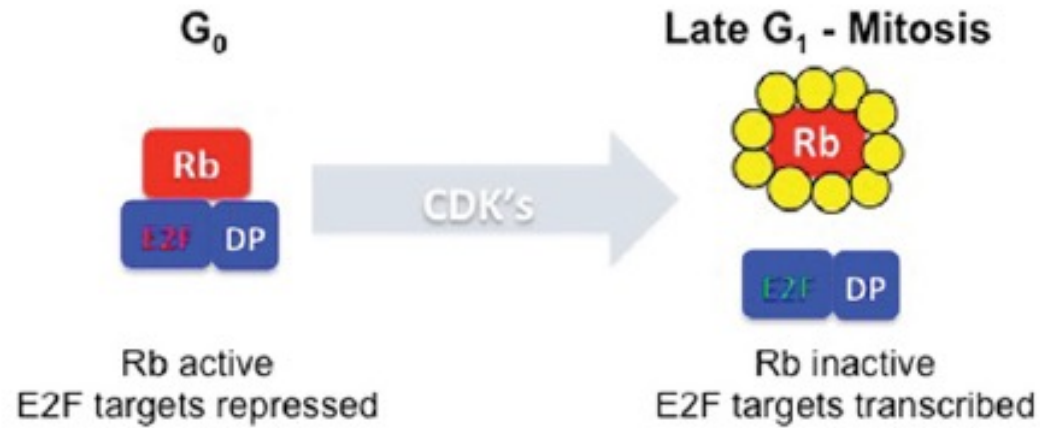 G₀
Late G₁ - Mitosis
Rb
Rb
CDK's
E2F DP
E2F DP
Rb active
E2F targets repressed
Rb inactive
E2F targets transcribed